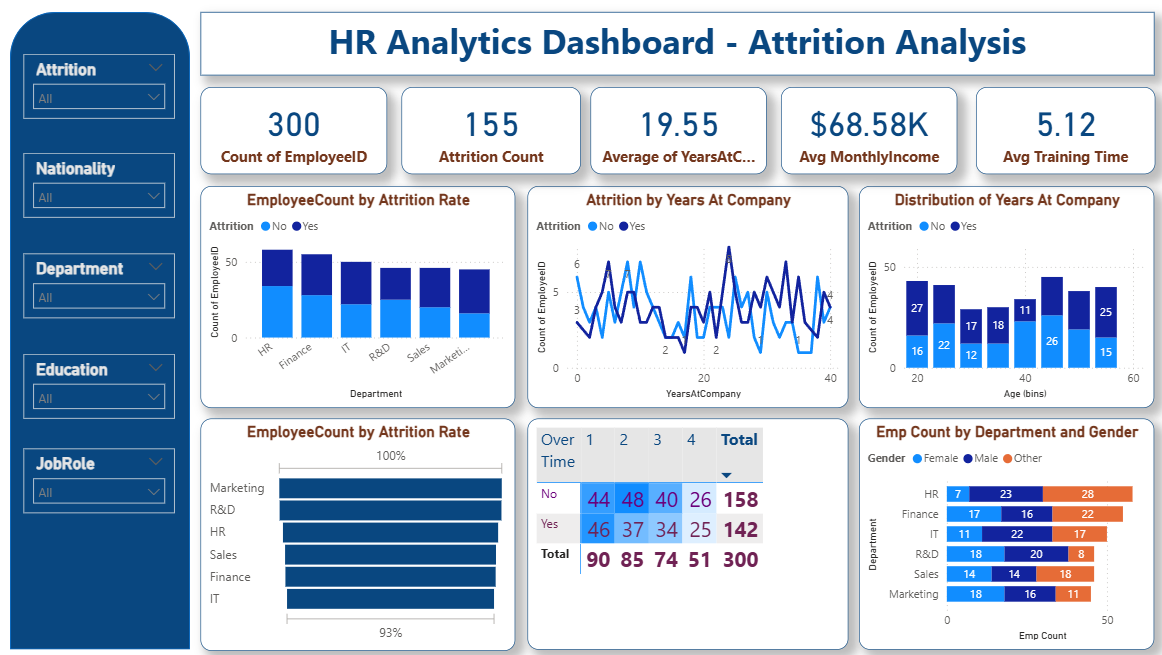 HR Analytics Dashboard - Attrition Analysis
Attrition
All
Nationality
All
Department
All
Education
All
JobRole
All
300
Count of EmployeeID
155
Attrition Count
19.55
Average of YearsAtC...
$68.58K
Avg MonthlyIncome
5.12
Avg Training Time
EmployeeCount by Attrition Rate
Attrition No Yes
Count of EmployeeID
50
0
HR Finance IT R&D Sales Marketi...
Department
Attrition by Years At Company
Attrition No Yes
Count of EmployeeID
5
0
6
3
2
2
4
4
0 20 40
YearsAtCompany
Distribution of Years At Company
Attrition No Yes
Count of EmployeeID
50
0
27 17 18 11 25
16 22 12 23 26 15
20 40 60
Age (bins)
EmployeeCount by Attrition Rate
100%
Marketing
R&D
HR
Sales
Finance
IT
93%
Over Time 1 2 3 4 Total
No 44 48 40 26 158
Yes 46 37 34 25 142
Total 90 85 74 51 300
Emp Count by Department and Gender
Gender Female Male Other
Department
HR 7 23 28
Finance 17 16 22
IT 11 22 17
R&D 18 20 8
Sales 14 14 18
Marketing 18 16 11
0 50
Emp Count